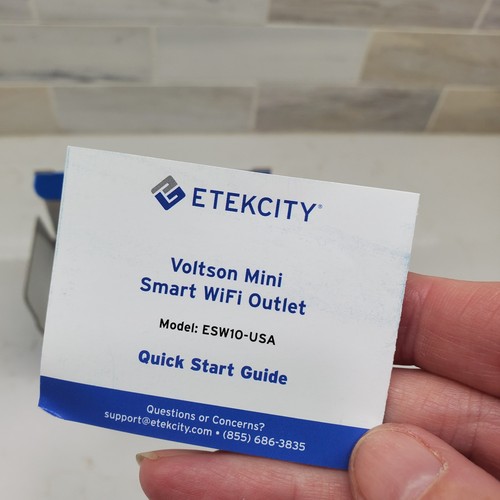 ETEKCITY®
Voltson Mini
Smart WiFi Outlet
Model: ESW10-USA
Quick Start Guide
Questions or Concerns?
support@etekcity.com • (855) 686-3835